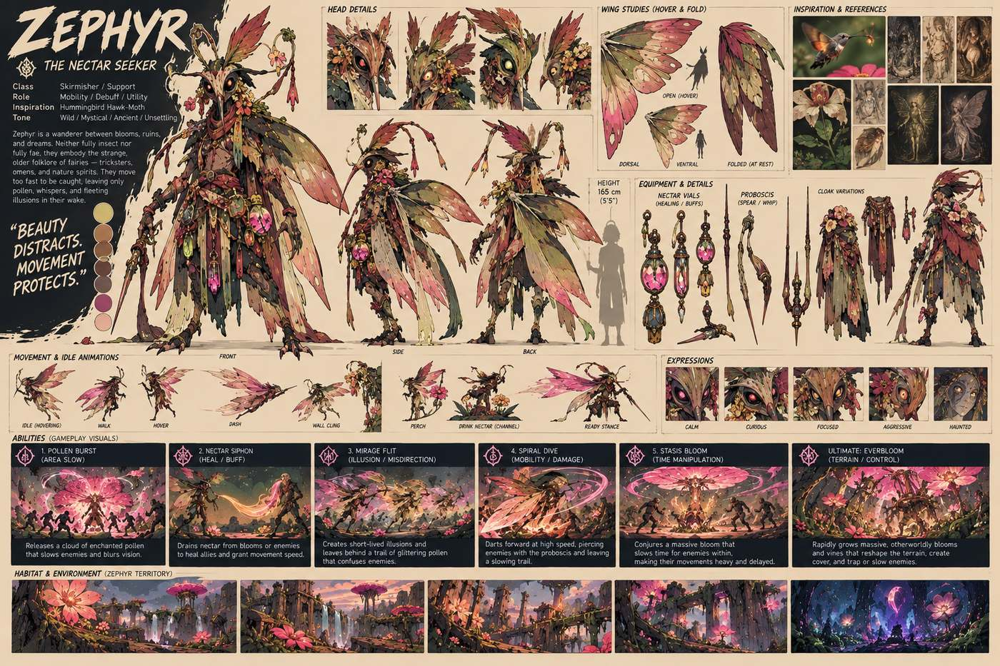 ZEPHYR
THE NECTAR SEEKER
Class Skirmisher / Support
Role Mobility / Debuff / Utility
Inspiration Hummingbird Hawk-Moth
Tone Wild / Mystical / Ancient / Unsettling
Zephyr is a wanderer between blooms, ruins,
and dreams. Neither fully insect nor
fully fae, they embody the strange,
older folklore of fairies — tricksters,
omens, and nature spirits. They move
too fast to be caught, leaving only
pollen, whispers, and fleeting
illusions in their wake.
“BEAUTY
DISTRACTS.
MOVEMENT
PROTECTS.”
FRONT
SIDE
BACK
HEAD DETAILS
WING STUDIES (HOVER & FOLD)
OPEN (HOVER)
DORSAL
VENTRAL
FOLDED (AT REST)
INSPIRATION & REFERENCES
HEIGHT
165 cm
(5'5")
EQUIPMENT & DETAILS
NECTAR VIALS
(HEALING / BUFFS)
PROBOSCIS
(SPEAR / WHIP)
CLOAK VARIATIONS
MOVEMENT & IDLE ANIMATIONS
IDLE (HOVERING)
WALK
HOVER
DASH
WALL CLING
PERCH
DRINK NECTAR (CHANNEL)
READY STANCE
EXPRESSIONS
CALM
CURIOUS
FOCUSED
AGGRESSIVE
HAUNTED
ABILITIES (GAMEPLAY VISUALS)
1. POLLEN BURST
(AREA SLOW)
Releases a cloud of enchanted pollen
that slows enemies and blurs vision.
2. NECTAR SIPHON
(HEAL / BUFF)
Drains nectar from blooms or enemies
to heal allies and grant movement speed.
3. MIRAGE FLIT
(ILLUSION / MISDIRECTION)
Creates short-lived illusions and
leaves behind a trail of glittering pollen
that confuses enemies.
4. SPIRAL DIVE
(MOBILITY / DAMAGE)
Darts forward at high speed, piercing
enemies with the proboscis and leaving
a slowing trail.
5. STASIS BLOOM
(TIME MANIPULATION)
Conjures a massive bloom that
slows time for enemies within,
making their movements heavy and delayed.
ULTIMATE: EVERBLOOM
(TERRAIN / CONTROL)
Rapidly grows massive, otherworldly blooms
and vines that reshape the terrain, create
cover, and trap or slow enemies.
HABITAT & ENVIRONMENT (ZEPHYR TERRITORY)